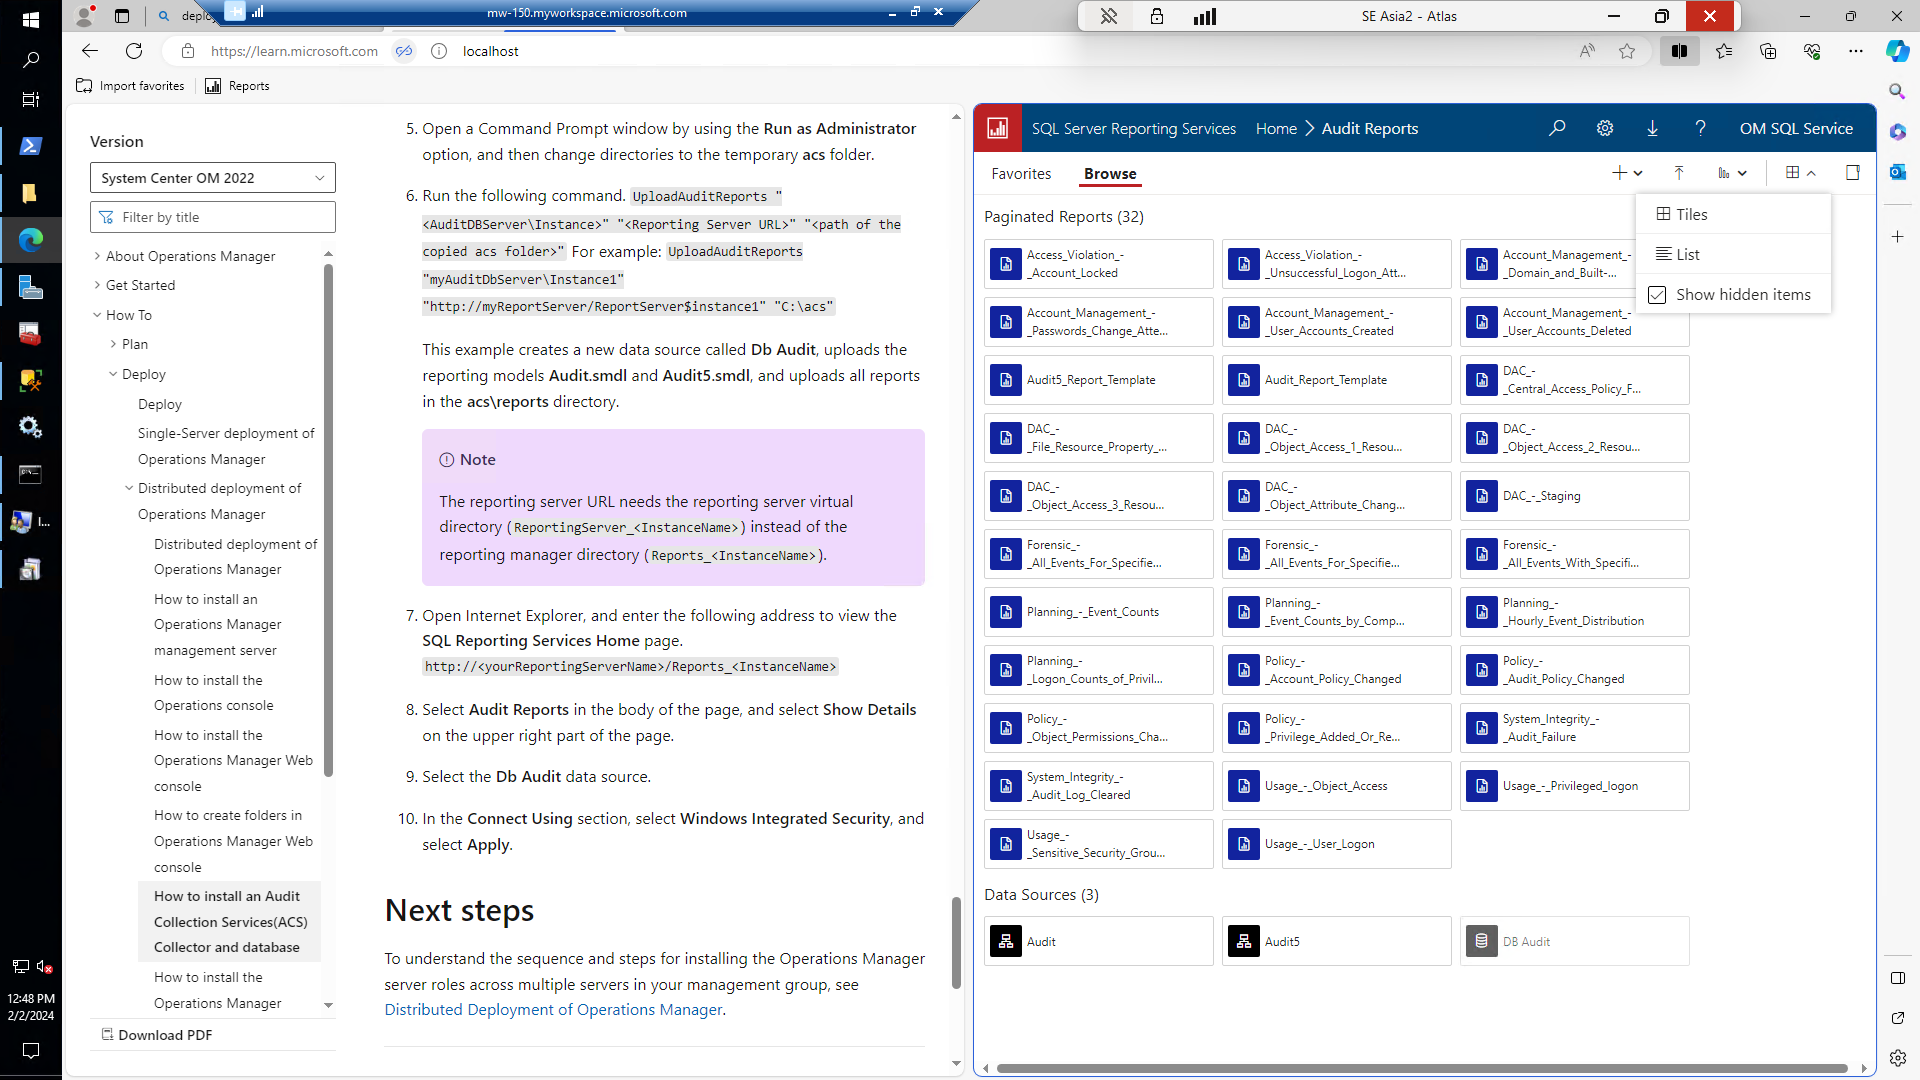 deploy
mw-150.myworkspace.microsoft.com
SE Asia2 - Atlas
https://learn.microsoft.com
localhost
Import favorites
Reports
Version
System Center OM 2022
Filter by title
About Operations Manager
Get Started
How To
Plan
Deploy
Deploy
Single-Server deployment of
Operations Manager
Distributed deployment of
Operations Manager
Distributed deployment of
Operations Manager
How to install an
Operations Manager
management server
How to install the
Operations console
How to install the
Operations Manager Web
console
How to create folders in
Operations Manager Web
console
How to install an Audit
Collection Services(ACS)
Collector and database
How to install the
Operations Manager
Download PDF
5. Open a Command Prompt window by using the Run as Administrator
option, and then change directories to the temporary acs folder.
6. Run the following command. UploadAuditReports "
<AuditDBServer\Instance>" "<Reporting Server URL>" "<path of the
copied acs folder>" For example: UploadAuditReports
"myAuditDbServer\Instance1"
"http://myReportServer/ReportServer$instance1" "C:\acs"
This example creates a new data source called Db Audit, uploads the
reporting models Audit.smdl and Audit5.smdl, and uploads all reports
in the acs\reports directory.
Note
The reporting server URL needs the reporting server virtual
directory (ReportingServer_<InstanceName>) instead of the
reporting manager directory (Reports_<InstanceName>).
7. Open Internet Explorer, and enter the following address to view the
SQL Reporting Services Home page.
http://<yourReportingServerName>/Reports_<InstanceName>
8. Select Audit Reports in the body of the page, and select Show Details
on the upper right part of the page.
9. Select the Db Audit data source.
10. In the Connect Using section, select Windows Integrated Security, and
select Apply.
Next steps
To understand the sequence and steps for installing the Operations Manager
server roles across multiple servers in your management group, see
Distributed Deployment of Operations Manager.
SQL Server Reporting Services
Home
Audit Reports
OM SQL Service
Favorites
Browse
Tiles
List
Show hidden items
Paginated Reports (32)
Access_Violation_-
_Account_Locked
Access_Violation_-
_Unsuccessful_Logon_Att...
Account_Management_-
_Domain_and_Built-...
Account_Management_-
_Passwords_Change_Atte...
Account_Management_-
_User_Accounts_Created
Account_Management_-
_User_Accounts_Deleted
Audit5_Report_Template
Audit_Report_Template
DAC_-
_Central_Access_Policy_F...
DAC_-
_File_Resource_Property_...
DAC_-
_Object_Access_1_Resou...
DAC_-
_Object_Access_2_Resou...
DAC_-
_Object_Access_3_Resou...
DAC_-
_Object_Attribute_Chang...
DAC_-_Staging
Forensic_-
_All_Events_For_Specifie...
Forensic_-
_All_Events_For_Specifie...
Forensic_-
_All_Events_With_Specifi...
Planning_-_Event_Counts
Planning_-
_Event_Counts_by_Comp...
Planning_-
_Hourly_Event_Distribution
Planning_-
_Logon_Counts_of_Privil...
Policy_-
_Account_Policy_Changed
Policy_-
_Audit_Policy_Changed
Policy_-
_Object_Permissions_Cha...
Policy_-
_Privilege_Added_Or_Re...
System_Integrity_-
_Audit_Failure
System_Integrity_-
_Audit_Log_Cleared
Usage_-_Object_Access
Usage_-_Privileged_logon
Usage_-
_Sensitive_Security_Grou...
Usage_-_User_Logon
Data Sources (3)
Audit
Audit5
DB Audit
I...
12:48 PM
2/2/2024